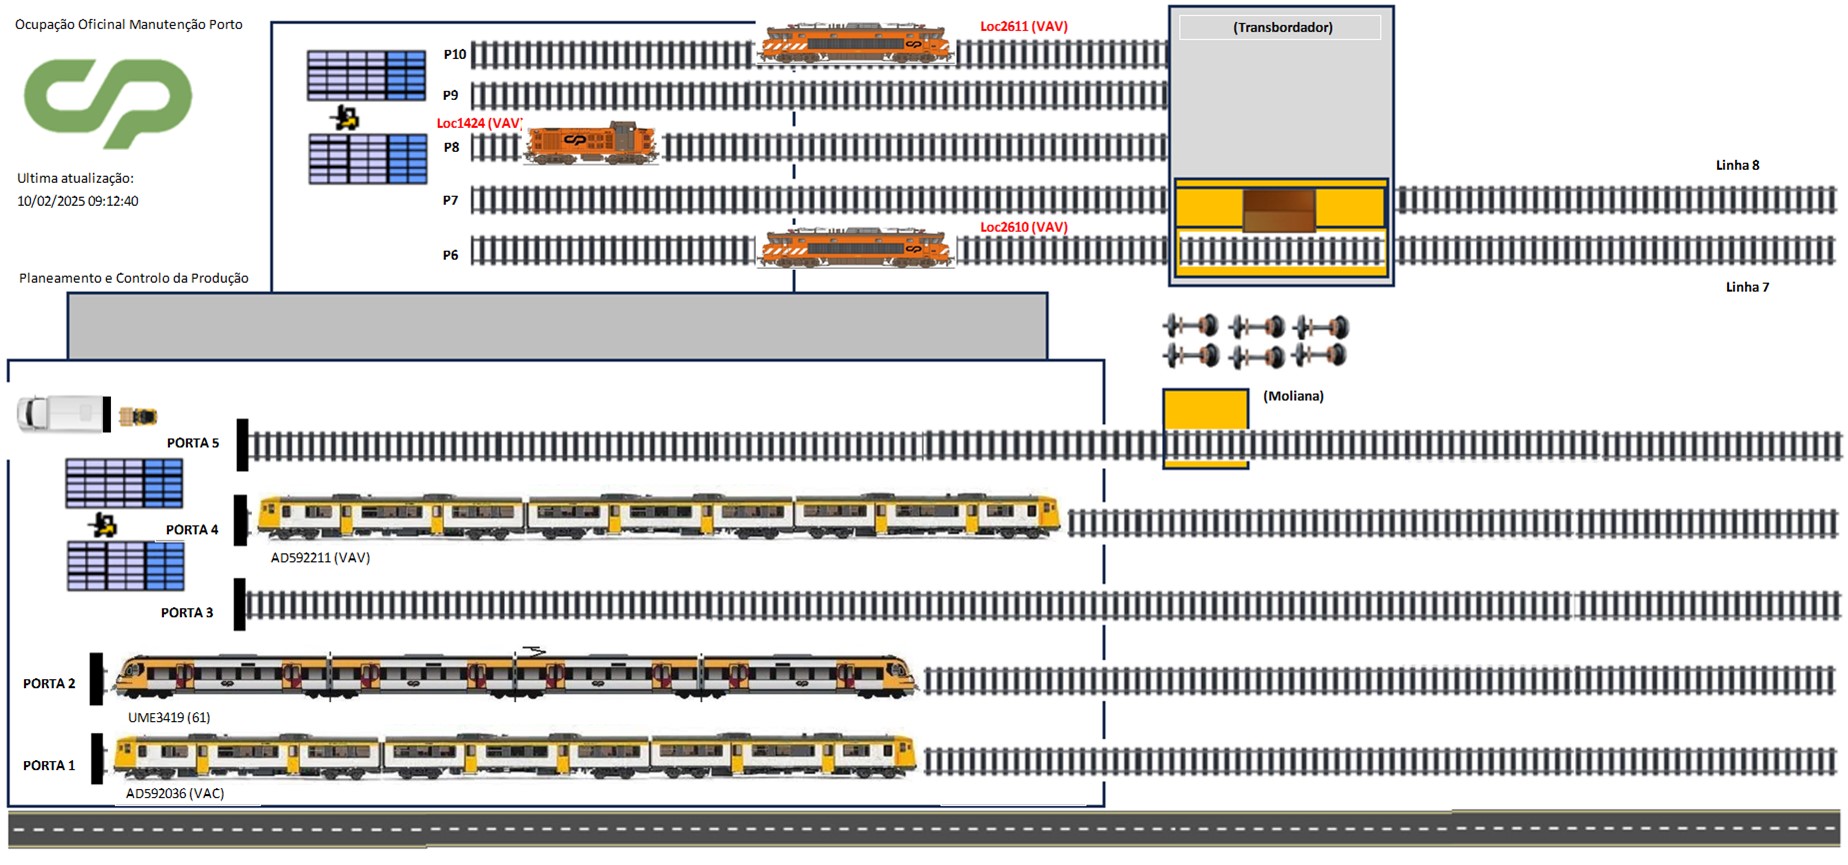 Ocupação Oficinal Manutenção Porto
Ultima atualização:
10/02/2025 09:12:40
Planeamento e Controlo da Produção
P10
Loc2611 (VAV)
(Transbordador)
P9
Loc1424 (VAV)
P8
Linha 8
P7
Loc2610 (VAV)
P6
Linha 7
(Moliana)
PORTA 5
PORTA 4
AD592211 (VAV)
PORTA 3
PORTA 2
UME3419 (61)
PORTA 1
AD592036 (VAC)